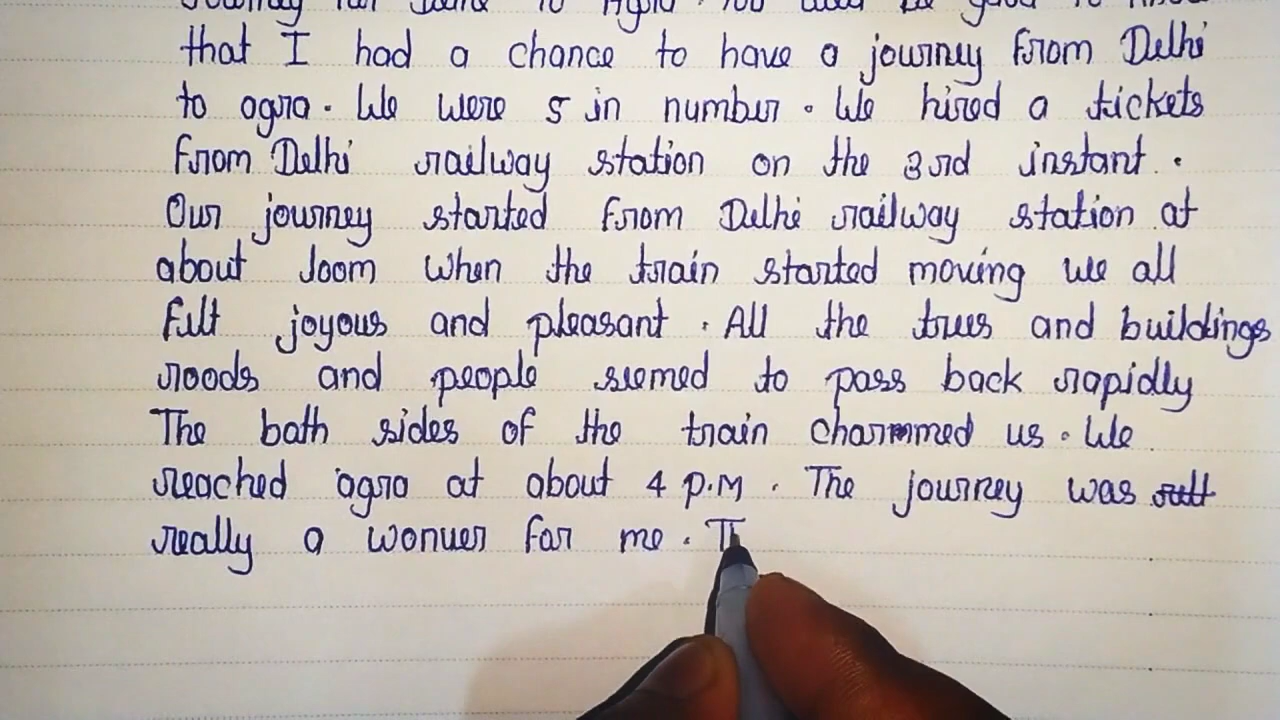 that I had a chance to have a journey from Delhi
to agra. We were 5 in number. We hired a tickets
from Delhi railway station on the 3rd instant.
Our journey started from Delhi railway station at
about when the train started moving we all
felt joyous and pleasant. All the trees and buildings
roods and people seemed to pass back rapidly
The bath sides of the train charmmed us. We
reached agra at about 4 p.M. The journey was
really a wonuer for me. T